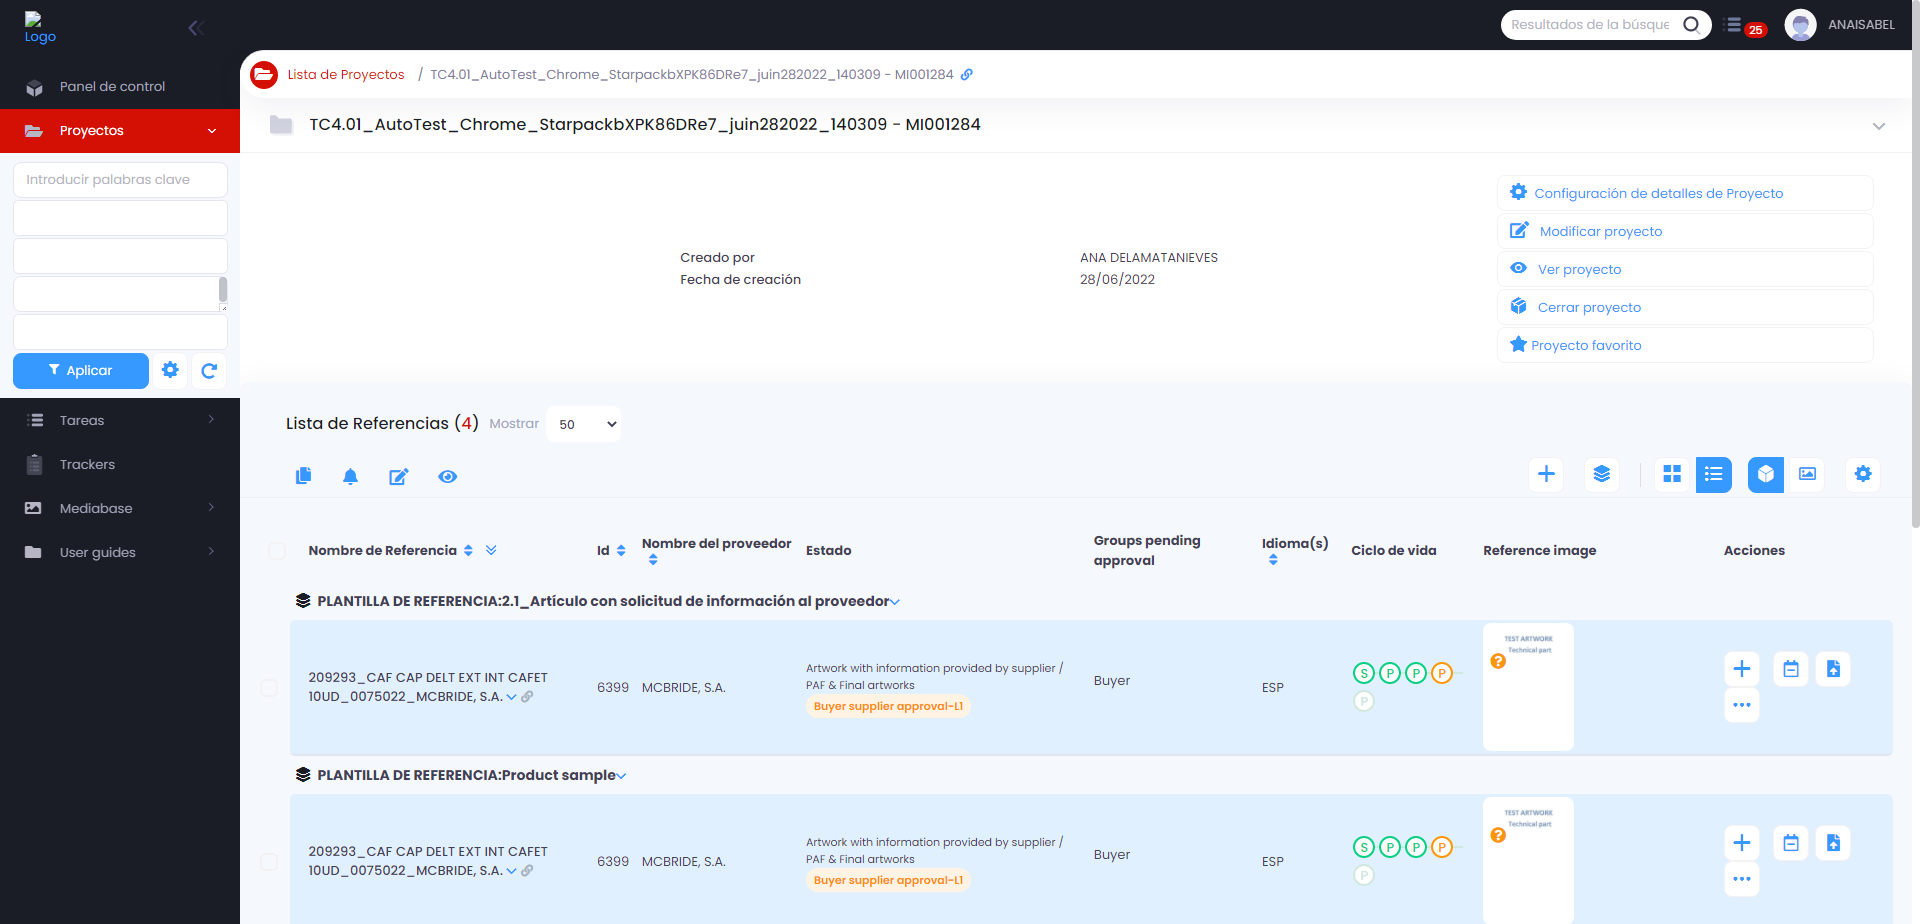 Logo
Resultados de la búsque
25
ANAISABEL
Panel de control
Proyectos
Introducir palabras clave
Aplicar
Tareas
Trackers
Mediabase
User guides
Lista de Proyectos / TC4.01_AutoTest_Chrome_StarpackbXPK86DRe7_juin282022_140309 - MI001284
TC4.01_AutoTest_Chrome_StarpackbXPK86DRe7_juin282022_140309 - MI001284
Creado por ANA DELAMATANIEVES
Fecha de creación 28/06/2022
Configuración de detalles de Proyecto
Modificar proyecto
Ver proyecto
Cerrar proyecto
Proyecto favorito
Lista de Referencias (4) Mostrar 50
Nombre de Referencia Id Nombre del proveedor Estado Groups pending approval Idioma(s) Ciclo de vida Reference image Acciones
PLANTILLA DE REFERENCIA:2.1_Artículo con solicitud de información al proveedor
209293_CAF CAP DELT EXT INT CAFET
10UD_0075022_MCBRIDE, S.A.
6399 MCBRIDE, S.A.
Artwork with information provided by supplier /
PAF & Final artworks
Buyer supplier approval-L1
Buyer
ESP
S P P P
P
TEST ARTWORK
Technical part
?
PLANTILLA DE REFERENCIA:Product sample
209293_CAF CAP DELT EXT INT CAFET
10UD_0075022_MCBRIDE, S.A.
6399 MCBRIDE, S.A.
Artwork with information provided by supplier /
PAF & Final artworks
Buyer supplier approval-L1
Buyer
ESP
S P P P
P
TEST ARTWORK
Technical part
?